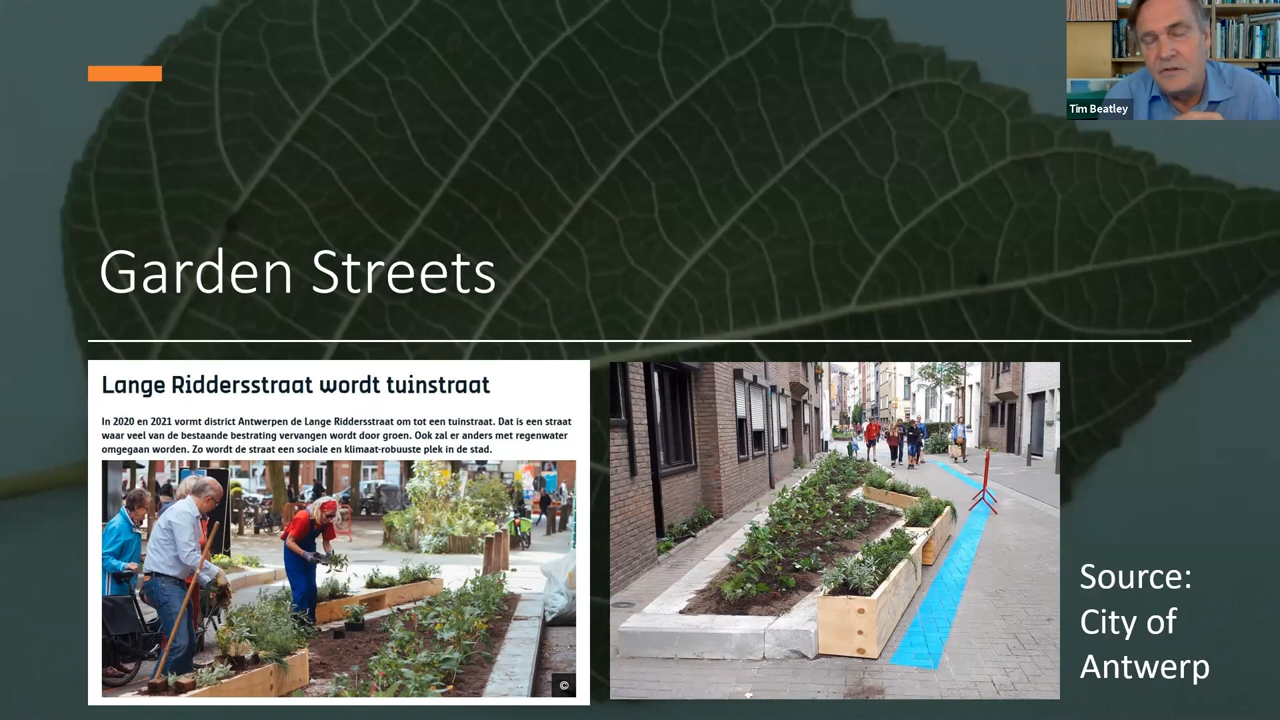 Tim Beatley
Garden Streets
Lange Riddersstraat wordt tuinstraat
In 2020 en 2021 vormt district Antwerpen de Lange Riddersstraat om tot een tuinstraat. Dat is een straat
waar veel van de bestaande bestrating vervangen wordt door groen. Ook zal er anders met regenwater
omgegaan worden. Zo wordt de straat een sociale en klimaat-robuuste plek in de stad.
©
Source:
City of
Antwerp